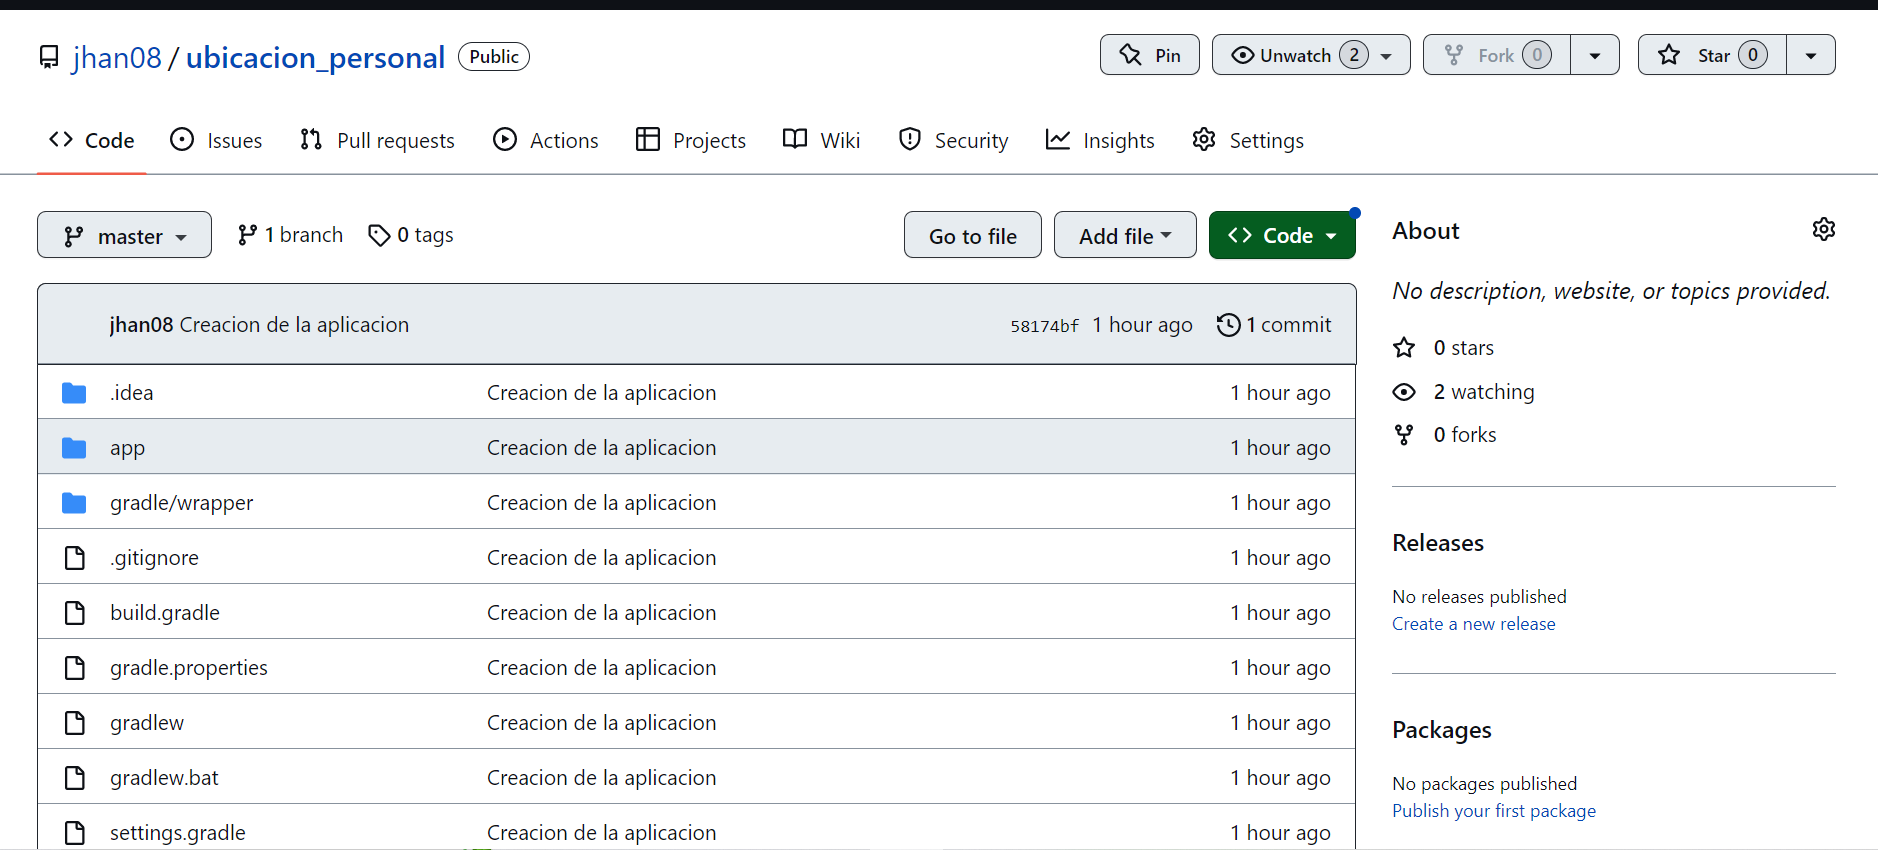 jhan08 / ubicacion_personal Public Pin Unwatch 2 Fork 0 Star 0
Code Issues Pull requests Actions Projects Wiki Security Insights Settings
master 1 branch 0 tags Go to file Add file Code
jhan08 Creacion de la aplicacion 58174bf 1 hour ago 1 commit
.idea Creacion de la aplicacion 1 hour ago
app Creacion de la aplicacion 1 hour ago
gradle/wrapper Creacion de la aplicacion 1 hour ago
.gitignore Creacion de la aplicacion 1 hour ago
build.gradle Creacion de la aplicacion 1 hour ago
gradle.properties Creacion de la aplicacion 1 hour ago
gradlew Creacion de la aplicacion 1 hour ago
gradlew.bat Creacion de la aplicacion 1 hour ago
settings.gradle Creacion de la aplicacion 1 hour ago
About
No description, website, or topics provided.
0 stars
2 watching
0 forks
Releases
No releases published
Create a new release
Packages
No packages published
Publish your first package